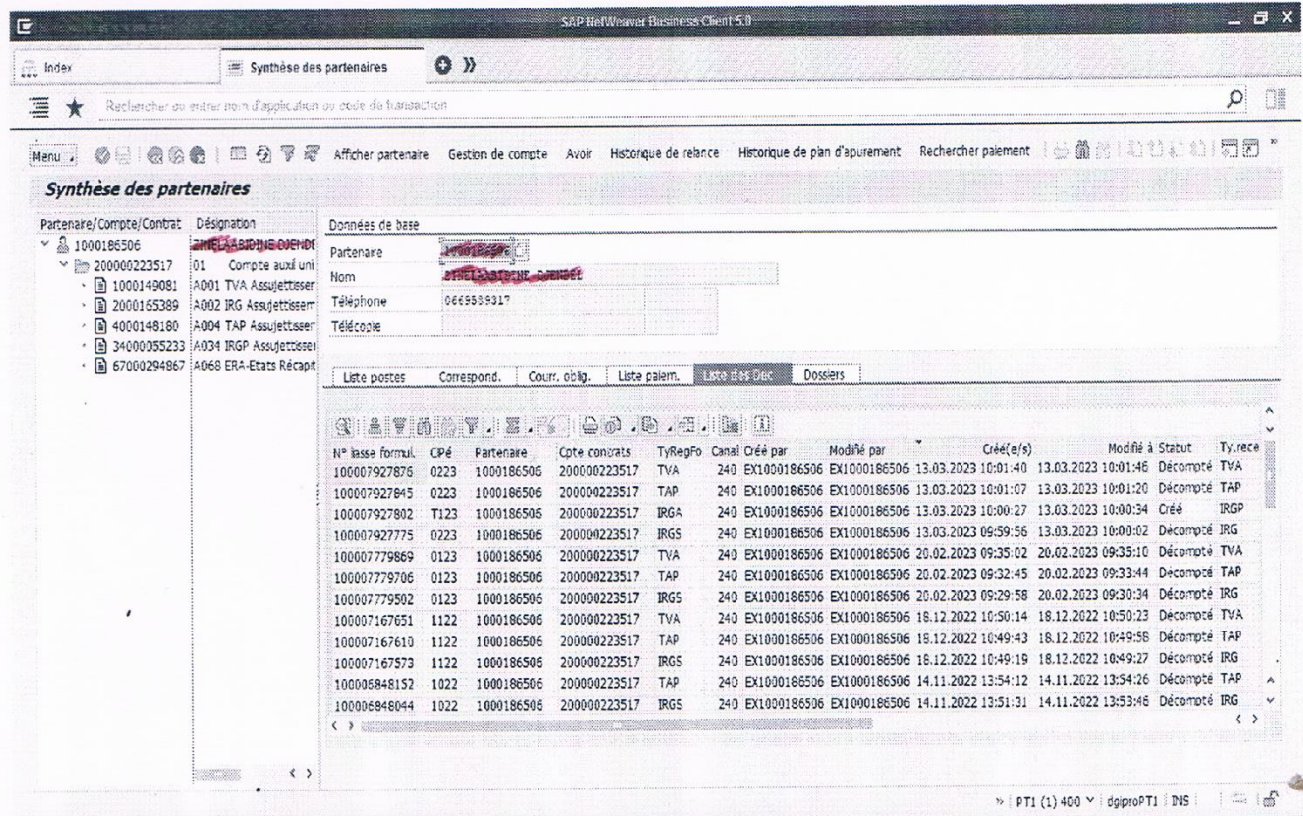 SAP NetWeaver Business Client 5.0
Index
Synthèse des partenaires
Rechercher ou entrer nom d'application ou code de transaction
Menu Afficher partenaire Gestion de compte Avoir Historique de relance Historique de plan d'apurement Rechercher paiement
Synthèse des partenaires
Partenaire/Compte/Contrat Désignation
1000186506
200000223517 01 Compte auxi uni
1000149081 A001 TVA Assujettisser
2000165389 A002 IRG Assujettissem
4000148180 A004 TAP Assujettisser
34000055233 A034 IRGP Assujettisse
67000294867 A068 ERA-Etats Récapit
Données de base
Partenaire
Nom
Téléphone 0669589317
Télécopie
Liste postes Correspond. Courr. oblig. Liste paiem. Liste des Dec Dossiers
N° liasse formul. CPé Partenaire Cpte contrats TyRegFo Canal Créé par Modifié par Créé(e/s) Modifié à Statut Ty.rece
100007927876 0223 1000186506 200000223517 TVA 240 EX1000186506 EX1000186506 13.03.2023 10:01:40 13.03.2023 10:01:46 Décompté TVA
100007927845 0223 1000186506 200000223517 TAP 240 EX1000186506 EX1000186506 13.03.2023 10:01:07 13.03.2023 10:01:20 Décompté TAP
100007927802 T123 1000186506 200000223517 IRGA 240 EX1000186506 EX1000186506 13.03.2023 10:00:27 13.03.2023 10:00:34 Créé IRGP
100007927775 0223 1000186506 200000223517 IRGS 240 EX1000186506 EX1000186506 13.03.2023 09:59:56 13.03.2023 10:00:02 Décompté IRG
100007779869 0123 1000186506 200000223517 TVA 240 EX1000186506 EX1000186506 20.02.2023 09:35:02 20.02.2023 09:35:10 Décompté TVA
100007779706 0123 1000186506 200000223517 TAP 240 EX1000186506 EX1000186506 20.02.2023 09:32:45 20.02.2023 09:33:44 Décompté TAP
100007779502 0123 1000186506 200000223517 IRGS 240 EX1000186506 EX1000186506 20.02.2023 09:29:58 20.02.2023 09:30:34 Décompté IRG
100007167651 1122 1000186506 200000223517 TVA 240 EX1000186506 EX1000186506 18.12.2022 10:50:14 18.12.2022 10:50:23 Décompté TVA
100007167610 1122 1000186506 200000223517 TAP 240 EX1000186506 EX1000186506 18.12.2022 10:49:43 18.12.2022 10:49:58 Décompté TAP
100007167573 1122 1000186506 200000223517 IRGS 240 EX1000186506 EX1000186506 18.12.2022 10:49:19 18.12.2022 10:49:27 Décompté IRG
100006848152 1022 1000186506 200000223517 TAP 240 EX1000186506 EX1000186506 14.11.2022 13:54:12 14.11.2022 13:54:26 Décompté TAP
100006848044 1022 1000186506 200000223517 IRGS 240 EX1000186506 EX1000186506 14.11.2022 13:51:31 14.11.2022 13:53:46 Décompté IRG
PT1 (1) 400 dgiproPT1 INS